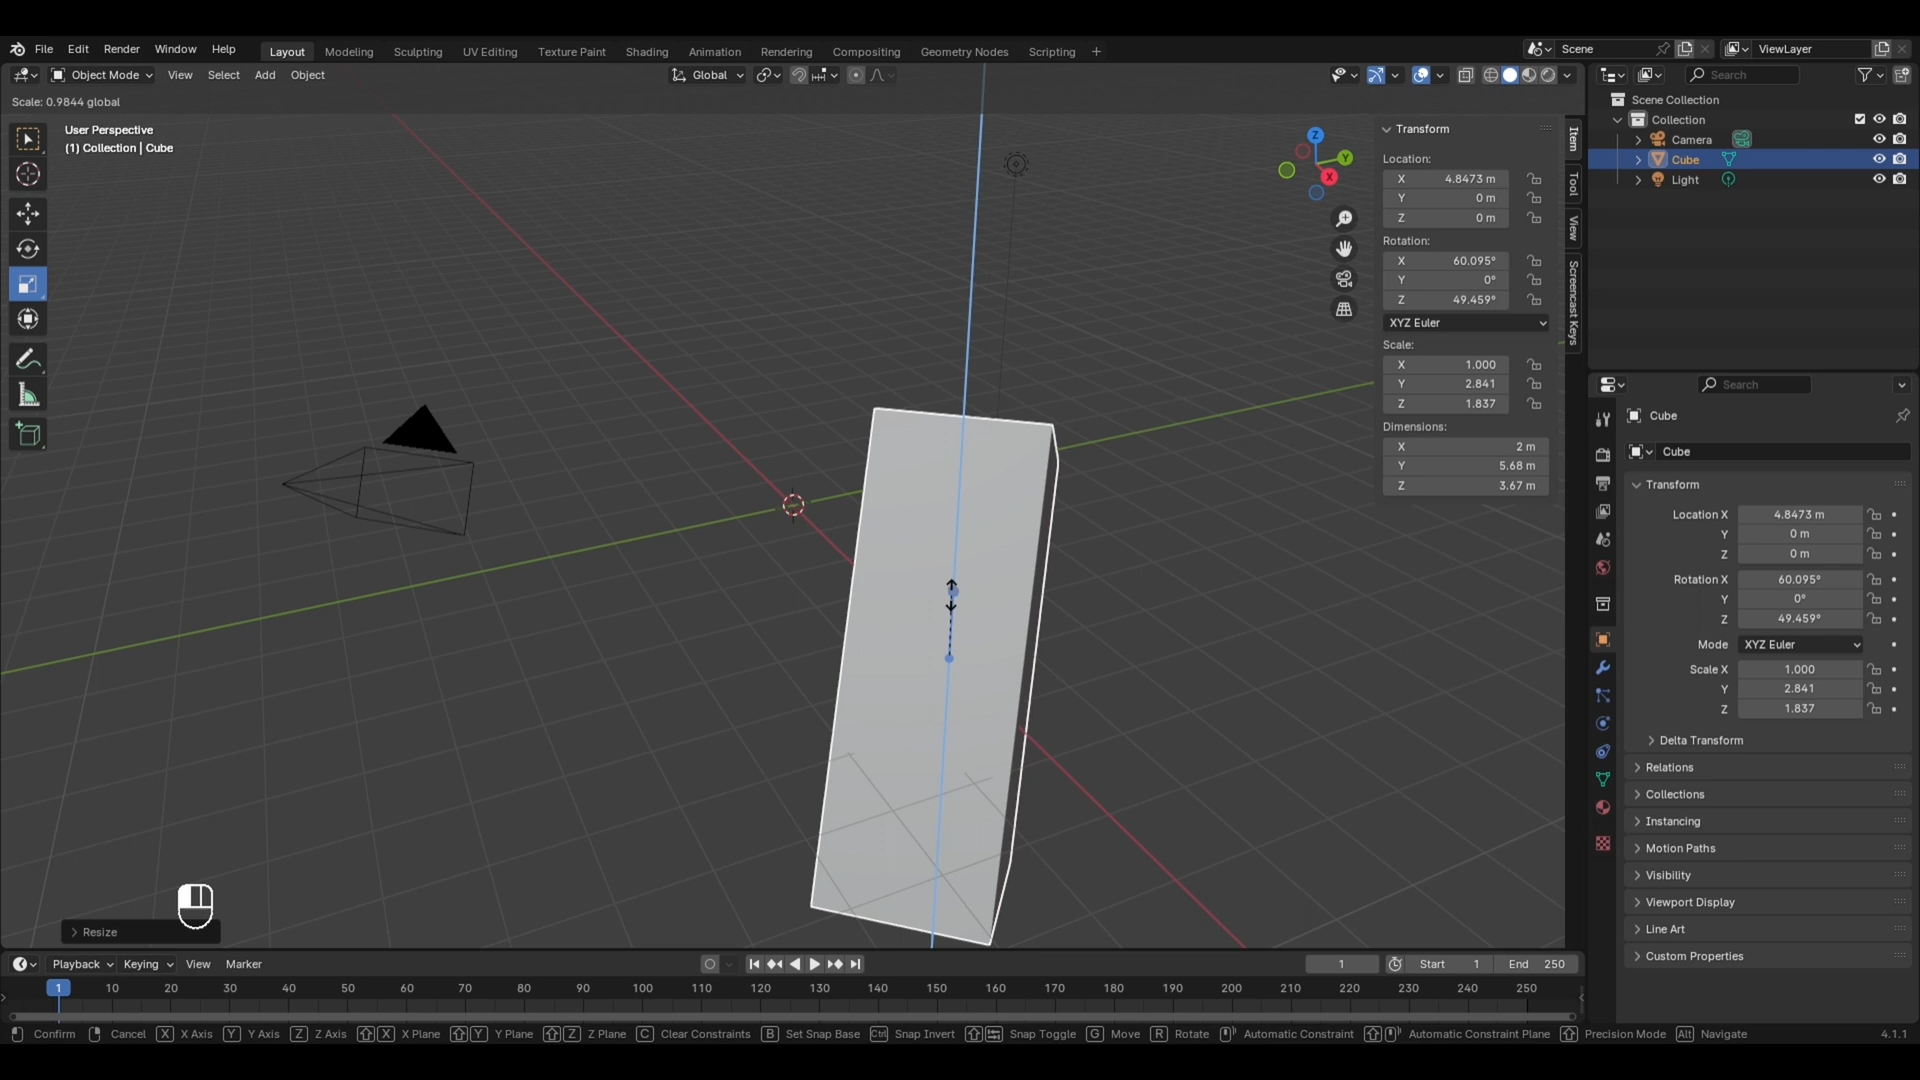 File Edit Render Window Help Layout Modeling Sculpting UV Editing Texture Paint Shading Animation Rendering Compositing Geometry Nodes Scripting + Scene ViewLayer
Object Mode View Select Add Object Global Search
Scale: 0.9844 global
User Perspective
(1) Collection | Cube
Z
Y
X
Transform
Location:
X 4.8473 m
Y 0 m
Z 0 m
Rotation:
X 60.095°
Y 0°
Z 49.459°
XYZ Euler
Scale:
X 1.000
Y 2.841
Z 1.837
Dimensions:
X 2 m
Y 5.68 m
Z 3.67 m
Item
Tool
View
Screencast Keys
Scene Collection
Collection
Camera
Cube
Light
Search
Cube
Cube
Transform
Location X 4.8473 m
Y 0 m
Z 0 m
Rotation X 60.095°
Y 0°
Z 49.459°
Mode XYZ Euler
Scale X 1.000
Y 2.841
Z 1.837
Delta Transform
Relations
Collections
Instancing
Motion Paths
Visibility
Viewport Display
Line Art
Custom Properties
Resize
Playback Keying View Marker 1 Start 1 End 250
1 10 20 30 40 50 60 70 80 90 100 110 120 130 140 150 160 170 180 190 200 210 220 230 240 250
Confirm Cancel X X Axis Y Y Axis Z Z Axis X X Plane Y Y Plane Z Z Plane C Clear Constraints B Set Snap Base Ctrl Snap Invert Snap Toggle G Move R Rotate Automatic Constraint Automatic Constraint Plane Precision Mode Alt Navigate 4.1.1